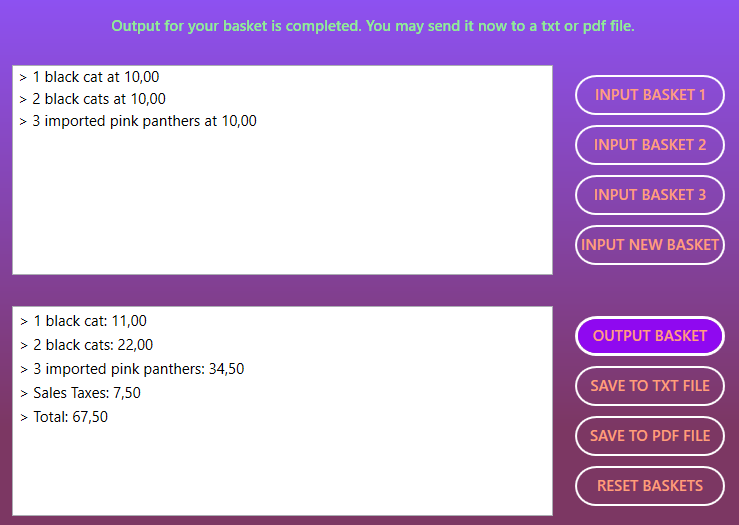 Output for your basket is completed. You may send it now to a txt or pdf file.
> 1 black cat at 10,00
> 2 black cats at 10,00
> 3 imported pink panthers at 10,00
INPUT BASKET 1
INPUT BASKET 2
INPUT BASKET 3
INPUT NEW BASKET
> 1 black cat: 11,00
> 2 black cats: 22,00
> 3 imported pink panthers: 34,50
> Sales Taxes: 7,50
> Total: 67,50
OUTPUT BASKET
SAVE TO TXT FILE
SAVE TO PDF FILE
RESET BASKETS